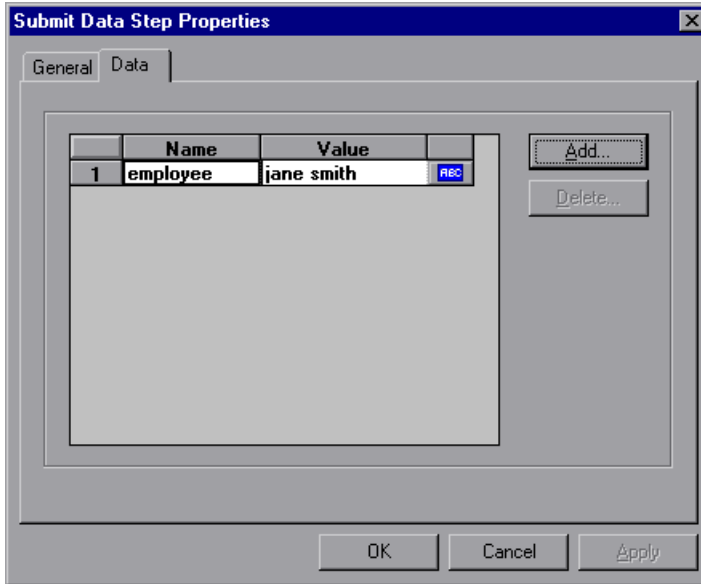 Submit Data Step Properties
General Data
Name Value
Add...
1 employee jane smith ABC
Delete...
OK Cancel Apply